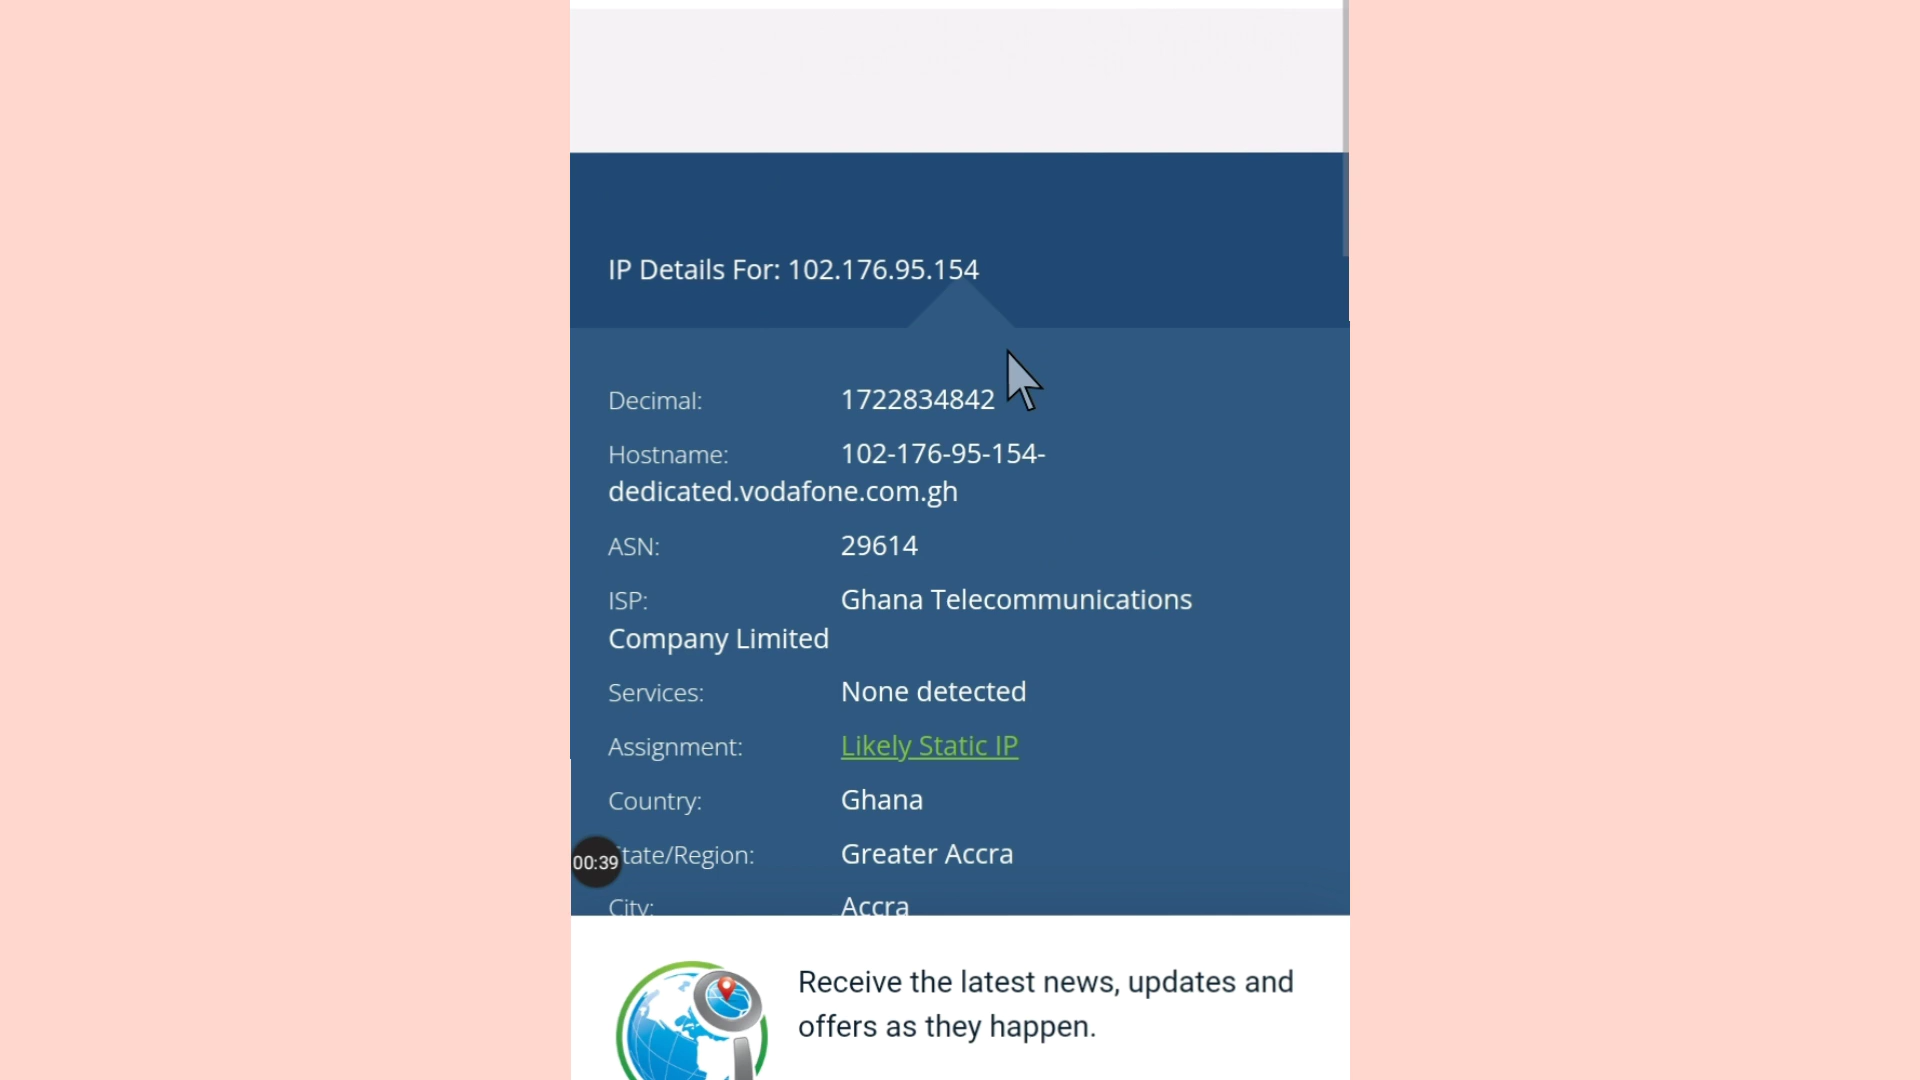 IP Details For: 102.176.95.154
Decimal: 1722834842
Hostname: 102-176-95-154-
dedicated.vodafone.com.gh
ASN: 29614
ISP: Ghana Telecommunications
Company Limited
Services: None detected
Assignment: Likely Static IP
Country: Ghana
00:39 tate/Region: Greater Accra
City: Accra
Receive the latest news, updates and
offers as they happen.